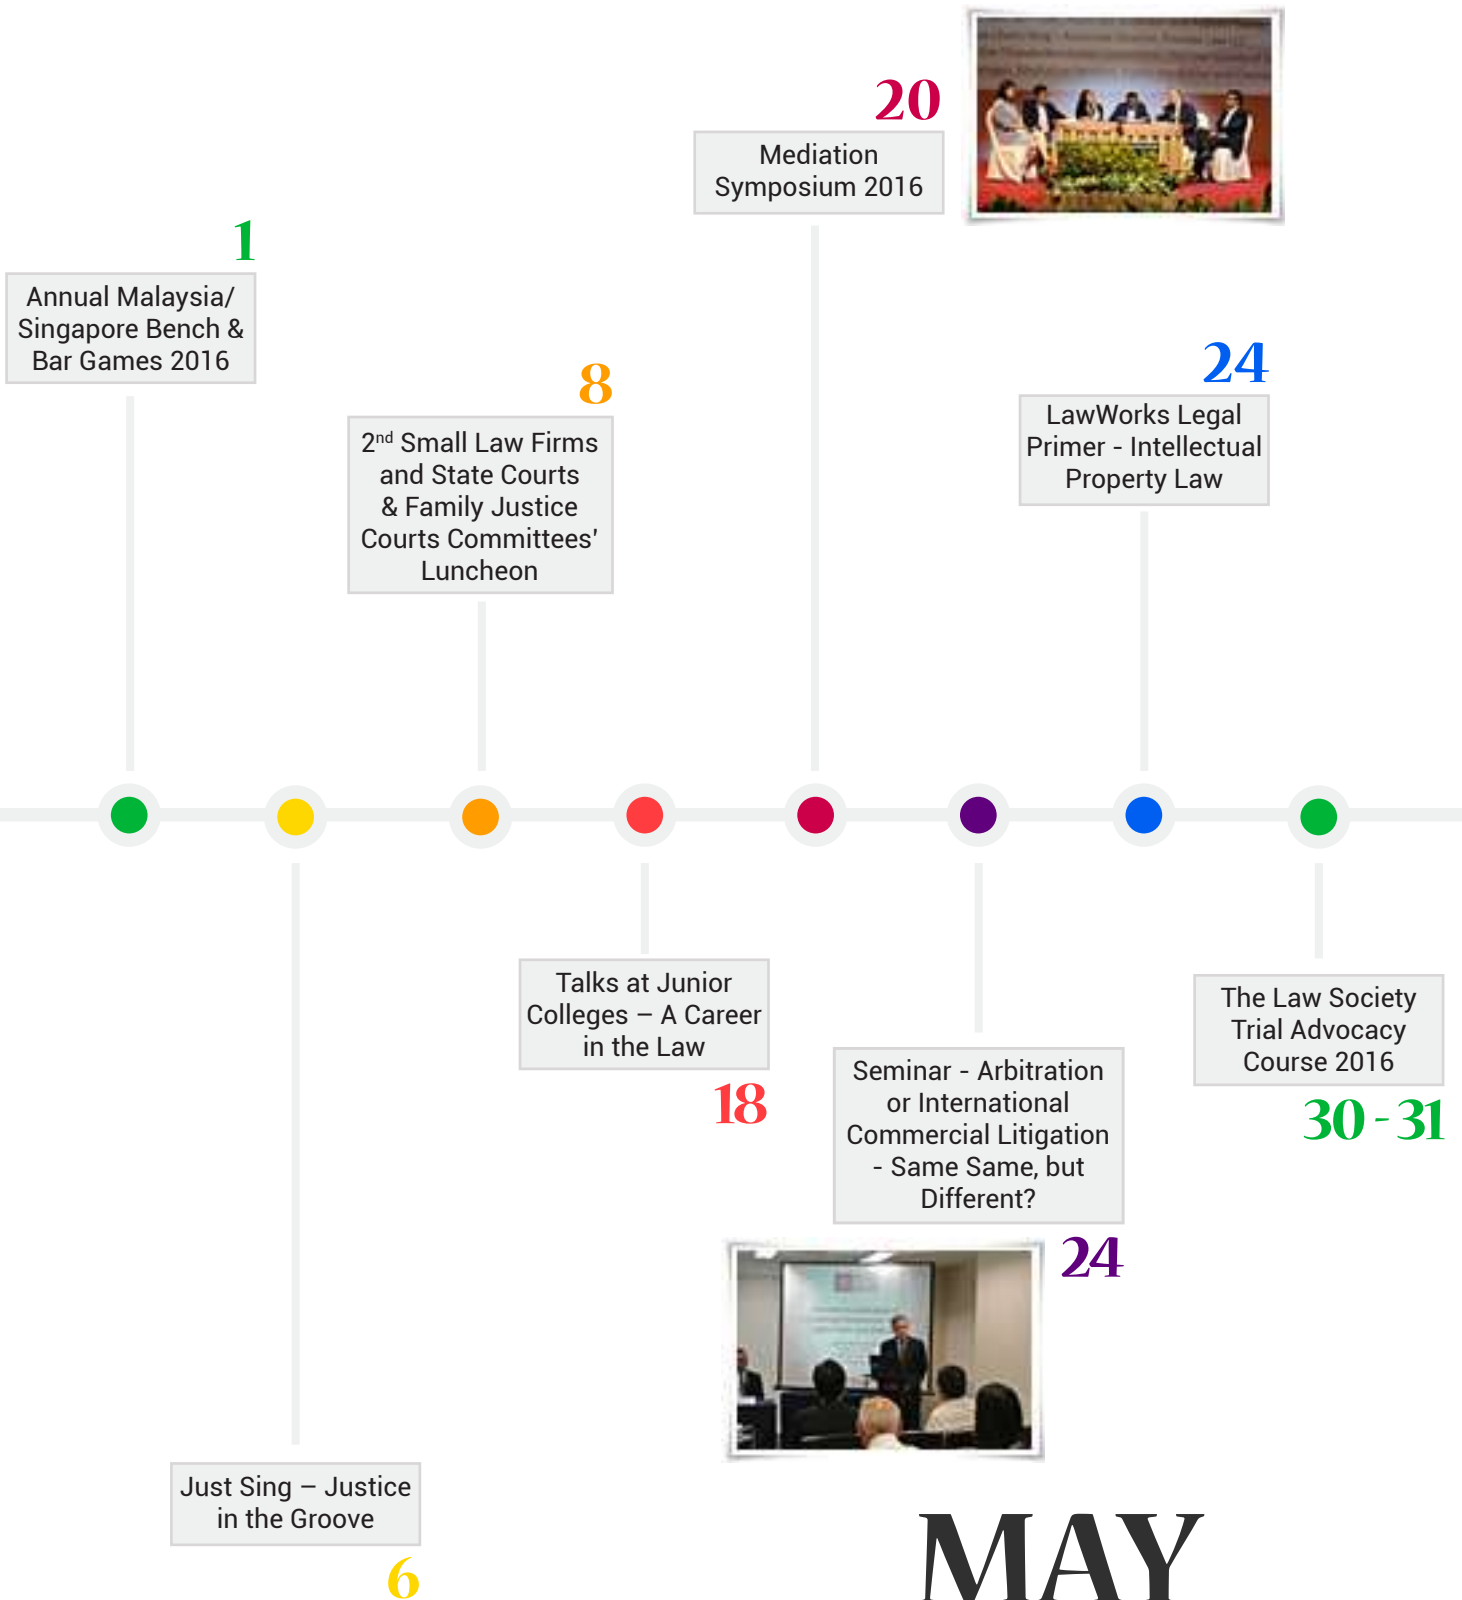 20
Mediation
Symposium 2016
1
Annual Malaysia/
Singapore Bench &
Bar Games 2016
24
LawWorks Legal
Primer - Intellectual
Property Law
8
2nd Small Law Firms
and State Courts
& Family Justice
Courts Committees'
Luncheon
Talks at Junior
Colleges – A Career
in the Law
18
The Law Society
Trial Advocacy
Course 2016
30 - 31
Seminar - Arbitration
or International
Commercial Litigation
- Same Same, but
Different?
24
Just Sing – Justice
in the Groove
6
MAY